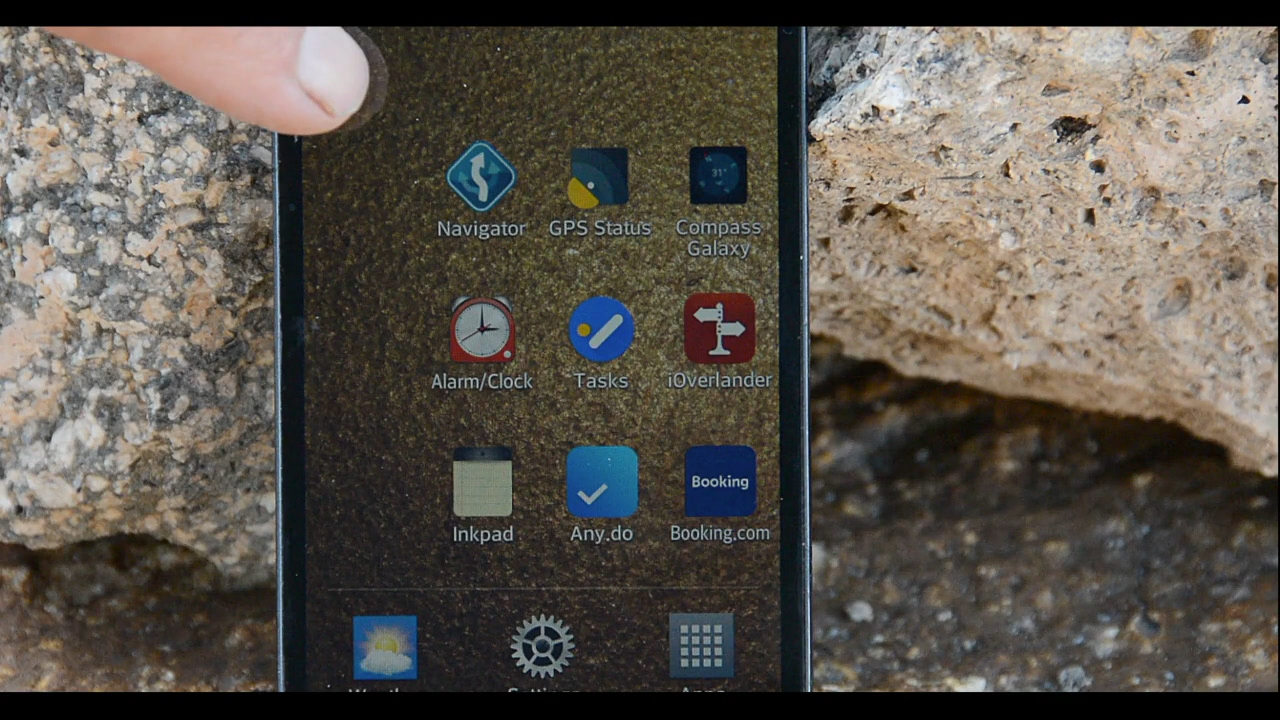 31°
Navigator
GPS Status
Compass
Galaxy
Alarm/Clock
Tasks
iOverlander
Booking
Inkpad
Any.do
Booking.com